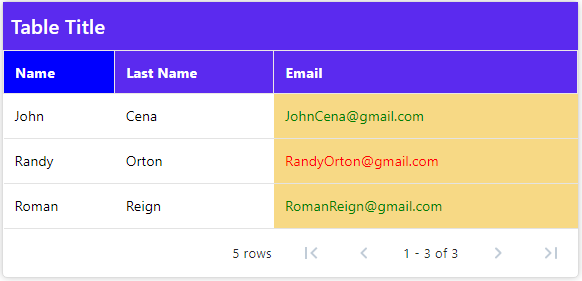 Table Title
Name Last Name Email
John Cena JohnCena@gmail.com
Randy Orton RandyOrton@gmail.com
Roman Reign RomanReign@gmail.com
5 rows 1 - 3 of 3